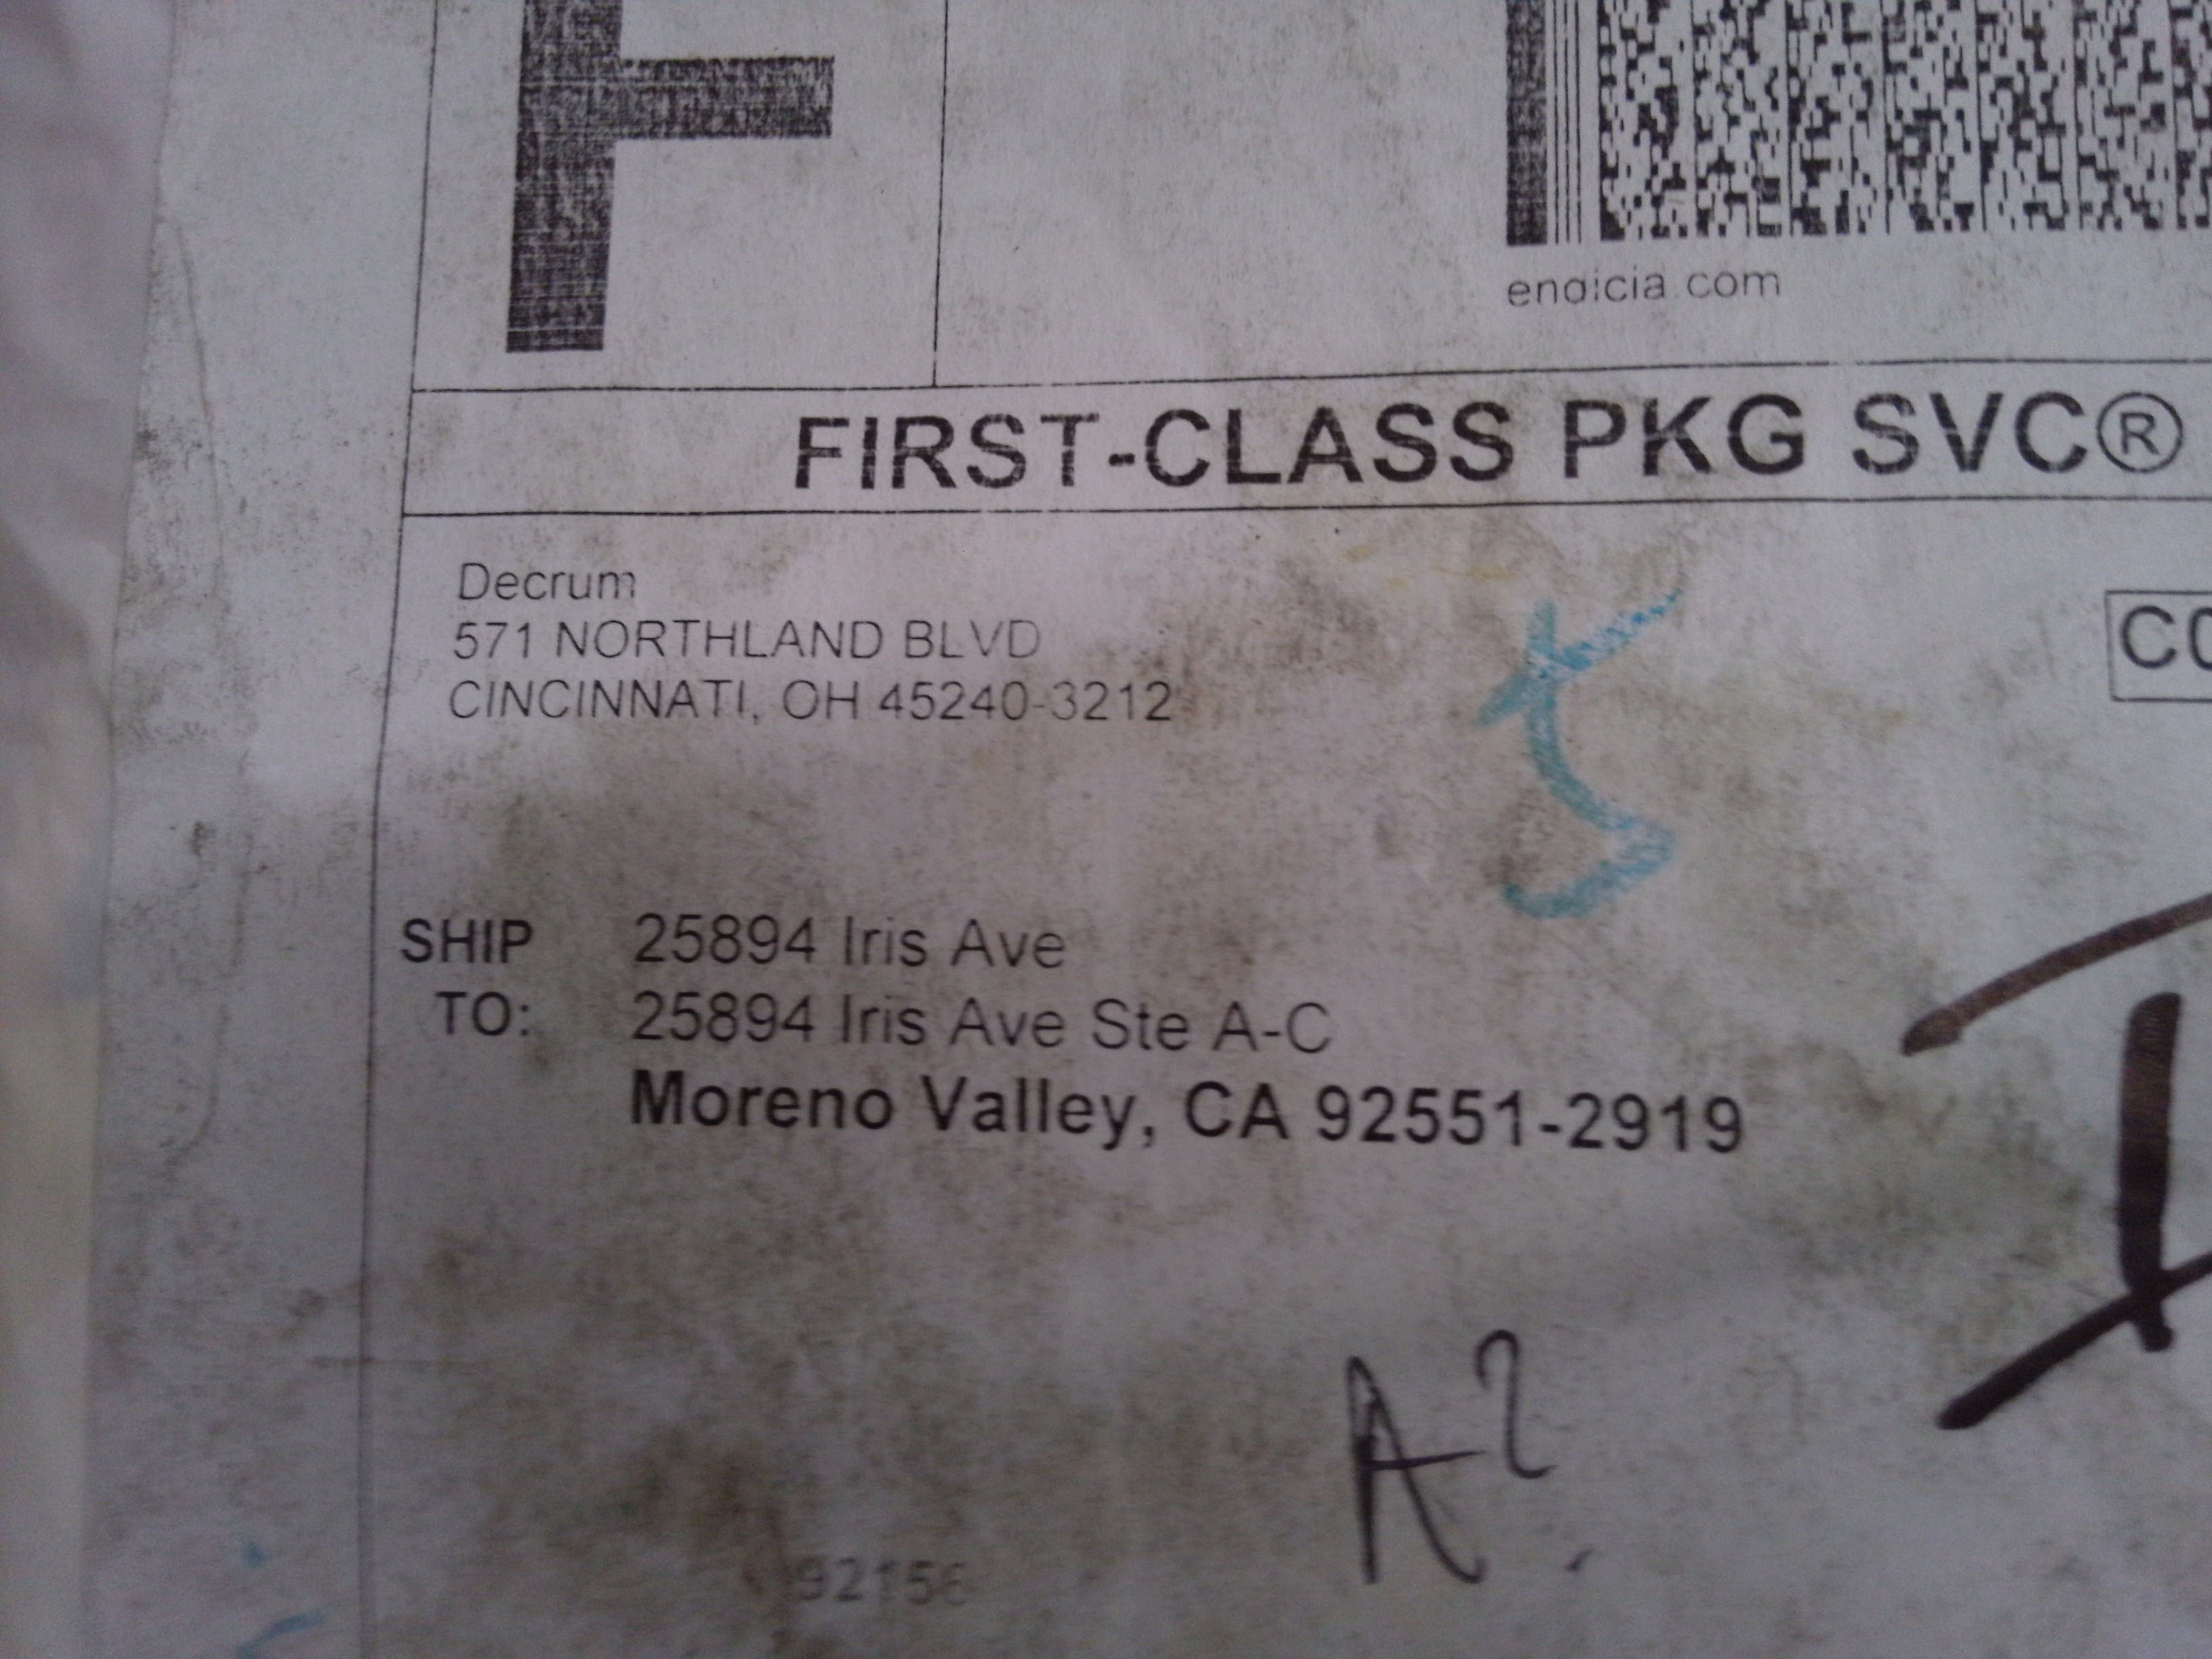 F
endicia.com
FIRST-CLASS PKG SVC®
Decrum
571 NORTHLAND BLVD
CINCINNATI, OH 45240-3212
SHIP TO:
25894 Iris Ave
25894 Iris Ave Ste A-C
Moreno Valley, CA 92551-2919
A?
92156